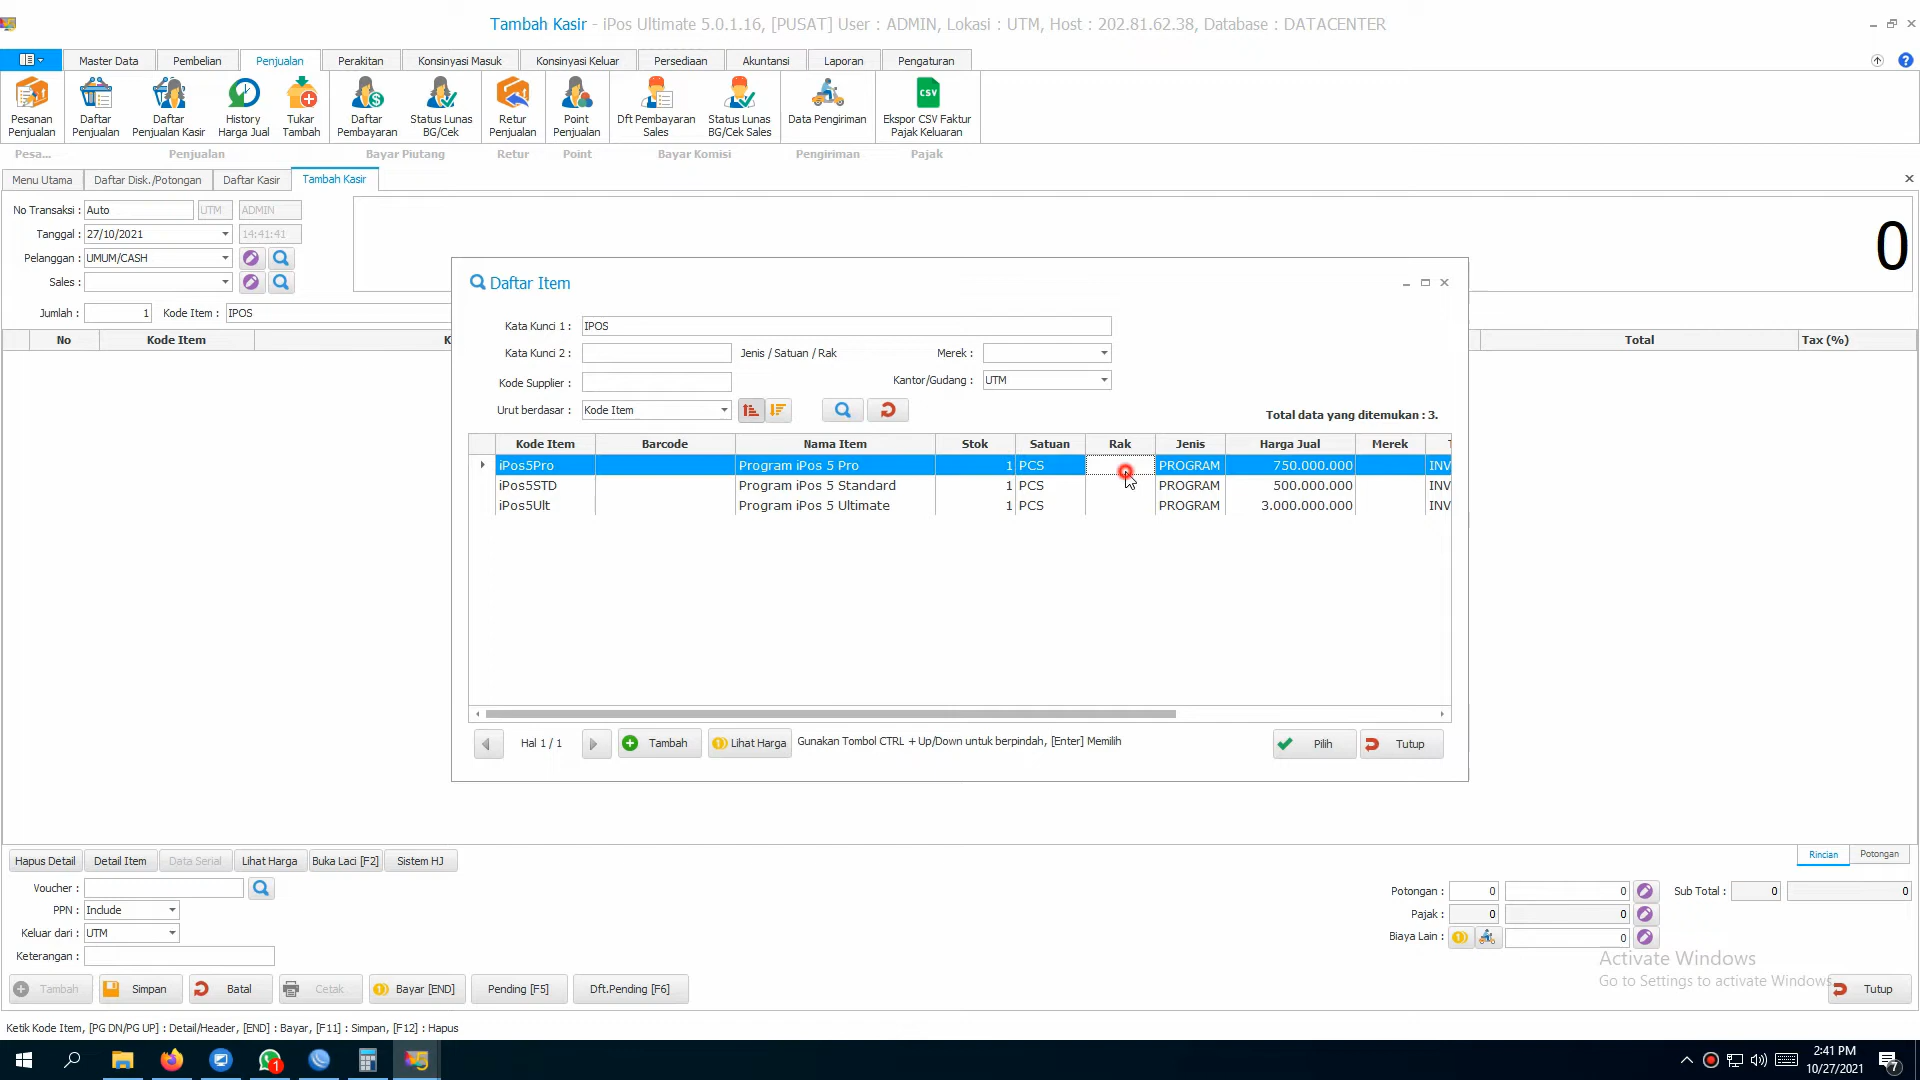 Tambah Kasir - iPos Ultimate 5.0.1.16, [PUSAT] User : ADMIN, Lokasi : UTM, Host : 202.81.62.38, Database : DATACENTER
Master Data Pembelian Penjualan Perakitan Konsinyasi Masuk Konsinyasi Keluar Persediaan Akuntansi Laporan Pengaturan
Pesanan Penjualan
Daftar Penjualan
Daftar Penjualan Kasir
History Harga Jual
Tukar Tambah
Daftar Pembayaran
Status Lunas BG/Cek
Retur Penjualan
Point Penjualan
Dft Pembayaran Sales
Status Lunas BG/Cek Sales
Data Pengiriman
CSV
Ekspor CSV Faktur Pajak Keluaran
Pesa... Penjualan Bayar Piutang Retur Point Bayar Komisi Pengiriman Pajak
Menu Utama Daftar Disk./Potongan Daftar Kasir Tambah Kasir
No Transaksi : Auto UTM ADMIN
Tanggal : 27/10/2021 14:41:41
Pelanggan : UMUM/CASH
Sales :
0
Jumlah : 1 Kode Item : IPOS
No Kode Item K Total Tax (%)
Daftar Item
Kata Kunci 1 : IPOS
Kata Kunci 2 : Jenis / Satuan / Rak Merek :
Kode Supplier : Kantor/Gudang : UTM
Urut berdasar : Kode Item Total data yang ditemukan : 3.
Kode Item Barcode Nama Item Stok Satuan Rak Jenis Harga Jual Merek T
iPos5Pro Program iPos 5 Pro 1 PCS PROGRAM 750.000.000 INV
iPos5STD Program iPos 5 Standard 1 PCS PROGRAM 500.000.000 INV
iPos5Ult Program iPos 5 Ultimate 1 PCS PROGRAM 3.000.000.000 INV
Hal 1 / 1 Tambah Lihat Harga Gunakan Tombol CTRL + Up/Down untuk berpindah, [Enter] Memilih Pilih Tutup
Hapus Detail Detail Item Data Serial Lihat Harga Buka Laci [F2] Sistem HJ Rincian Potongan
Voucher : Potongan : 0 0 Sub Total : 0 0
PPN : Include Pajak : 0 0
Keluar dari : UTM Biaya Lain : 0
Keterangan :
Activate Windows
Go to Settings to activate Windows.
Tambah Simpan Batal Cetak Bayar [END] Pending [F5] Dft.Pending [F6] Tutup
Ketik Kode Item, [PG DN/PG UP] : Detail/Header, [END] : Bayar, [F11] : Simpan, [F12] : Hapus
2:41 PM
10/27/2021
1
7